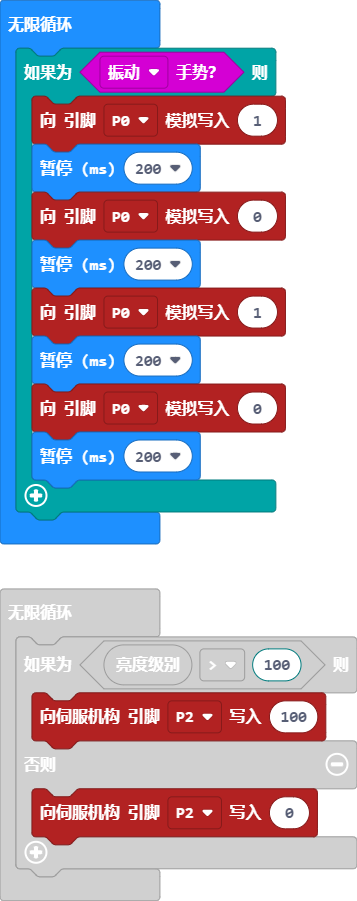 无限循环
如果为 振动 手势？ 则
向 引脚 P0 模拟写入 1
暂停 (ms) 200
向 引脚 P0 模拟写入 0
暂停 (ms) 200
向 引脚 P0 模拟写入 1
暂停 (ms) 200
向 引脚 P0 模拟写入 0
暂停 (ms) 200
无限循环
如果为 亮度级别 > 100 则
向伺服机构 引脚 P2 写入 100
否则
向伺服机构 引脚 P2 写入 0